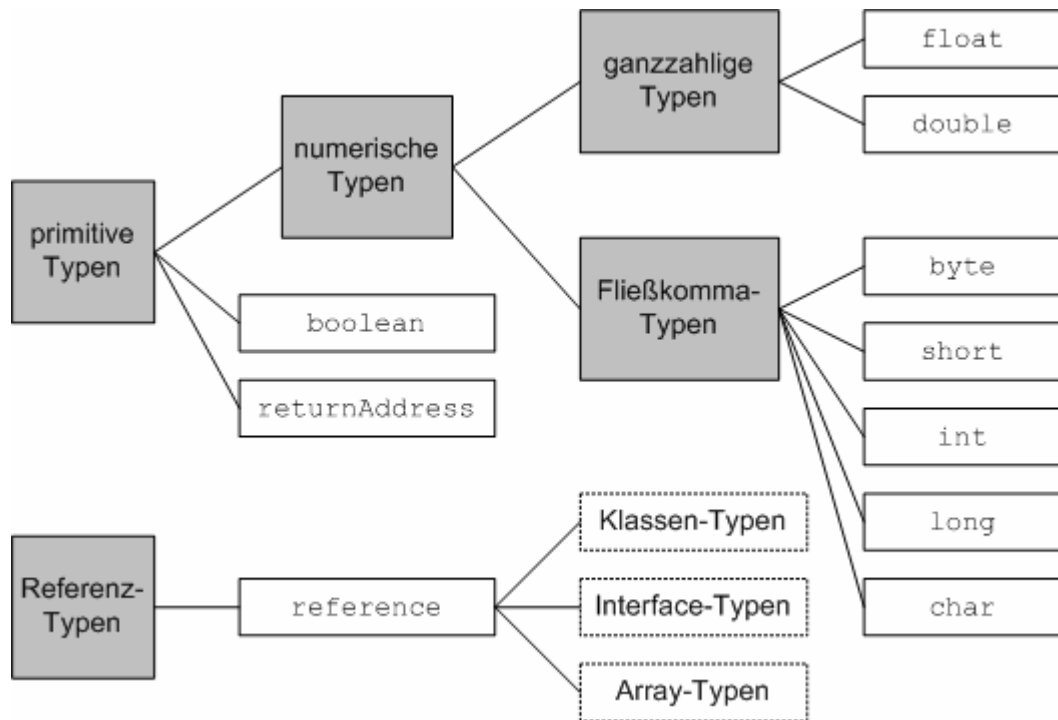 primitive
Typen
numerische
Typen
boolean
returnAddress
ganzzahlige
Typen
Fließkomma-
Typen
float
double
byte
short
int
long
char
Referenz-
Typen
reference
Klassen-Typen
Interface-Typen
Array-Typen